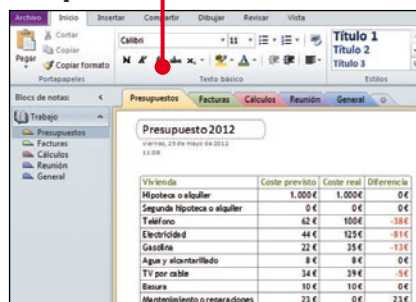 Archivo Inicio Insertar Compartir Dibujar Revisar Vista
Pegar
Cortar
Copiar
Copiar formato
Portapapeles
Calibri 11
N K S abc x₂ A
Texto básico
Título 1
Título 2
Título 3
Estilos
Blocs de notas:
Presupuestos Facturas Cálculos Reunión General
Trabajo
Presupuestos
Facturas
Cálculos
Reunión
General
Presupuesto 2012
viernes, 25 de mayo de 2012
11:09
Vivienda Coste previsto Coste real Diferencia
Hipoteca o alquiler 1.000 € 1.000 € 0 €
Segunda hipoteca o alquiler 0 € 0 € 0 €
Teléfono 62 € 100 € -38 €
Electricidad 44 € 125 € -81 €
Gasolina 22 € 35 € -13 €
Agua y alcantarillado 8 € 8 € 0 €
TV por cable 34 € 39 € -5 €
Basura 10 € 10 € 0 €
Mantenimiento o reparaciones 23 € 0 € 23 €